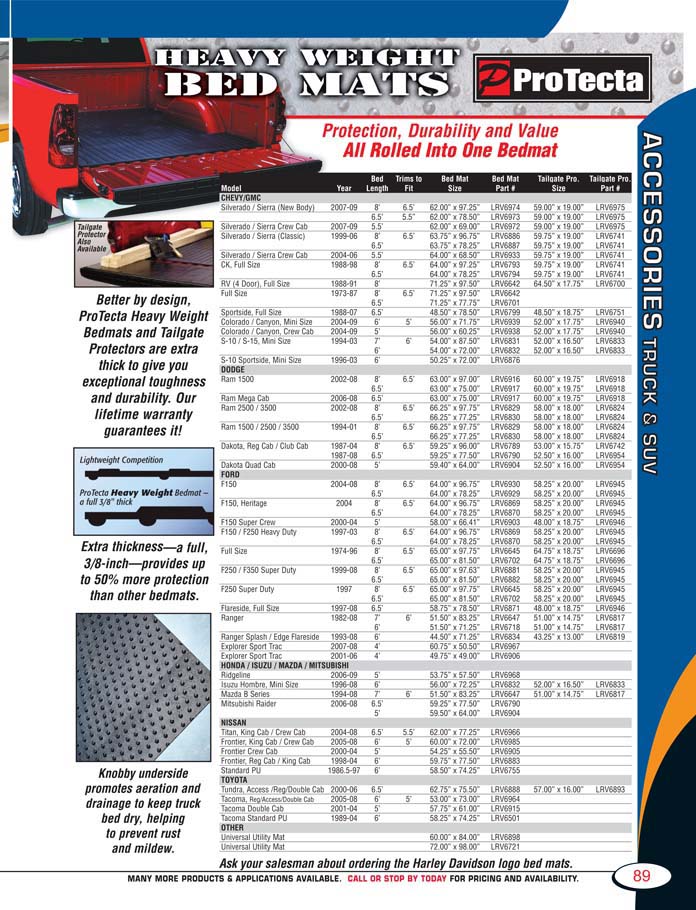 HEAVY WEIGHT
BED MATS
P ProTecta
Protection, Durability and Value
All Rolled Into One Bedmat
ACCESSORIES TRUCK & SUV
Tailgate
Protector
Also
Available
Better by design,
ProTecta Heavy Weight
Bedmats and Tailgate
Protectors are extra
thick to give you
exceptional toughness
and durability. Our
lifetime warranty
guarantees it!
Lightweight Competition
ProTecta Heavy Weight Bedmat –
a full 3/8" thick
Extra thickness—a full,
3/8-inch—provides up
to 50% more protection
than other bedmats.
Knobby underside
promotes aeration and
drainage to keep truck
bed dry, helping
to prevent rust
and mildew.
Bed Trims to Bed Mat Bed Mat Tailgate Pro. Tailgate Pro.
Model Year Length Fit Size Part # Size Part #
CHEVY/GMC
Silverado / Sierra (New Body) 2007-09 8' 6.5' 62.00" x 97.25" LRV6974 59.00" x 19.00" LRV6975
6.5' 5.5" 62.00" x 78.50" LRV6973 59.00" x 19.00" LRV6975
Silverado / Sierra Crew Cab 2007-09 5.5' 62.00" x 69.00" LRV6972 59.00" x 19.00" LRV6975
Silverado / Sierra (Classic) 1999-06 8' 6.5' 63.75" x 96.75" LRV6886 59.75" x 19.00" LRV6741
6.5' 63.75" x 78.25" LRV6887 59.75" x 19.00" LRV6741
Silverado / Sierra Crew Cab 2004-06 5.5' 64.00" x 68.50" LRV6933 59.75" x 19.00" LRV6741
CK, Full Size 1988-98 8' 6.5' 64.00" x 97.25" LRV6793 59.75" x 19.00" LRV6741
6.5' 64.00" x 78.25" LRV6794 59.75" x 19.00" LRV6741
RV (4 Door), Full Size 1988-91 8' 71.25" x 97.50" LRV6642 64.50" x 17.75" LRV6700
Full Size 1973-87 8' 6.5' 71.25" x 97.50" LRV6642
6.5' 71.25" x 77.75" LRV6701
Sportside, Full Size 1988-07 6.5' 48.50" x 78.50" LRV6799 48.50" x 18.75" LRV6751
Colorado / Canyon, Mini Size 2004-09 6' 5' 56.00" x 71.75" LRV6939 52.00" x 17.75" LRV6940
Colorado / Canyon, Crew Cab 2004-09 5' 56.00" x 60.25" LRV6938 52.00" x 17.75" LRV6940
S-10 / S-15, Mini Size 1994-03 7' 6' 54.00" x 87.50" LRV6831 52.00" x 16.50" LRV6833
6' 54.00" x 72.00" LRV6832 52.00" x 16.50" LRV6833
S-10 Sportside, Mini Size 1996-03 6' 50.25" x 72.00" LRV6876
DODGE
Ram 1500 2002-08 8' 6.5' 63.00" x 97.00" LRV6916 60.00" x 19.75" LRV6918
6.5' 63.00" x 75.00" LRV6917 60.00" x 19.75" LRV6918
Ram Mega Cab 2006-08 6.5' 63.00" x 75.00" LRV6917 60.00" x 19.75" LRV6918
Ram 2500 / 3500 2002-08 8' 6.5' 66.25" x 97.75" LRV6829 58.00" x 18.00" LRV6824
6.5' 66.25" x 77.25" LRV6830 58.00" x 18.00" LRV6824
Ram 1500 / 2500 / 3500 1994-01 8' 6.5' 66.25" x 97.75" LRV6829 58.00" x 18.00" LRV6824
6.5' 66.25" x 77.25" LRV6830 58.00" x 18.00" LRV6824
Dakota, Reg Cab / Club Cab 1987-04 8' 6.5' 59.25" x 96.00" LRV6789 53.00" x 15.75" LRV6742
1987-08 6.5' 59.25" x 77.50" LRV6790 52.50" x 16.00" LRV6954
Dakota Quad Cab 2000-08 5' 59.40" x 64.00" LRV6904 52.50" x 16.00" LRV6954
FORD
F150 2004-08 8' 6.5' 64.00" x 96.75" LRV6930 58.25" x 20.00" LRV6945
6.5' 64.00" x 78.25" LRV6929 58.25" x 20.00" LRV6945
F150, Heritage 2004 8' 6.5' 64.00" x 96.75" LRV6869 58.25" x 20.00" LRV6945
6.5' 64.00" x 78.25" LRV6870 58.25" x 20.00" LRV6945
F150 Super Crew 2000-04 5' 58.00" x 66.41" LRV6903 48.00" x 18.75" LRV6946
F150 / F250 Heavy Duty 1997-03 8' 6.5' 64.00" x 96.75" LRV6869 58.25" x 20.00" LRV6945
6.5' 64.00" x 78.25" LRV6870 58.25" x 20.00" LRV6945
Full Size 1974-96 8' 6.5' 65.00" x 97.75" LRV6645 64.75" x 18.75" LRV6696
6.5' 65.00" x 81.50" LRV6702 64.75" x 18.75" LRV6696
F250 / F350 Super Duty 1999-08 8' 6.5' 65.00" x 97.63" LRV6881 58.25" x 20.00" LRV6945
6.5' 65.00" x 81.50" LRV6882 58.25" x 20.00" LRV6945
F250 Super Duty 1997 8' 6.5' 65.00" x 97.75" LRV6645 58.25" x 20.00" LRV6945
6.5' 65.00" x 81.50" LRV6702 58.25" x 20.00" LRV6945
Flareside, Full Size 1997-08 6.5' 58.75" x 78.50" LRV6871 48.00" x 18.75" LRV6946
Ranger 1982-08 7' 6' 51.50" x 83.25" LRV6647 51.00" x 14.75" LRV6817
6' 51.50" x 71.25" LRV6718 51.00" x 14.75" LRV6817
Ranger Splash / Edge Flareside 1993-08 6' 44.50" x 71.25" LRV6834 43.25" x 13.00" LRV6819
Explorer Sport Trac 2007-08 4' 60.75" x 50.50" LRV6967
Explorer Sport Trac 2001-06 4' 49.75" x 49.00" LRV6906
HONDA / ISUZU / MAZDA / MITSUBISHI
Ridgeline 2006-09 5' 53.75" x 57.50" LRV6968
Isuzu Hombre, Mini Size 1996-08 6' 56.00" x 72.25" LRV6832 52.00" x 16.50" LRV6833
Mazda B Series 1994-08 7' 6' 51.50" x 83.25" LRV6647 51.00" x 14.75" LRV6817
Mitsubishi Raider 2006-08 6.5' 59.25" x 77.50" LRV6790
5' 59.50" x 64.00" LRV6904
NISSAN
Titan, King Cab / Crew Cab 2004-08 6.5' 5.5' 62.00" x 77.25" LRV6966
Frontier, King Cab / Crew Cab 2005-08 6' 5' 60.00" x 72.00" LRV6985
Frontier Crew Cab 2000-04 5' 54.25" x 55.50" LRV6905
Frontier, Reg Cab / King Cab 1998-04 6' 59.75" x 77.50" LRV6883
Standard PU 1986.5-97 6' 58.50" x 74.25" LRV6755
TOYOTA
Tundra, Access /Reg/Double Cab 2000-06 6.5' 62.75" x 75.50" LRV6888 57.00" x 16.00" LRV6893
Tacoma, Reg/Access/Double Cab 2005-08 6' 5' 53.00" x 73.00" LRV6964
Tacoma Double Cab 2001-04 5' 57.75" x 61.00" LRV6915
Tacoma Standard PU 1989-04 6' 58.25" x 74.25" LRV6501
OTHER
Universal Utility Mat 60.00" x 84.00" LRV6898
Universal Utility Mat 72.00" x 98.00" LRV6721
Ask your salesman about ordering the Harley Davidson logo bed mats.
MANY MORE PRODUCTS & APPLICATIONS AVAILABLE. CALL OR STOP BY TODAY FOR PRICING AND AVAILABILITY.
89